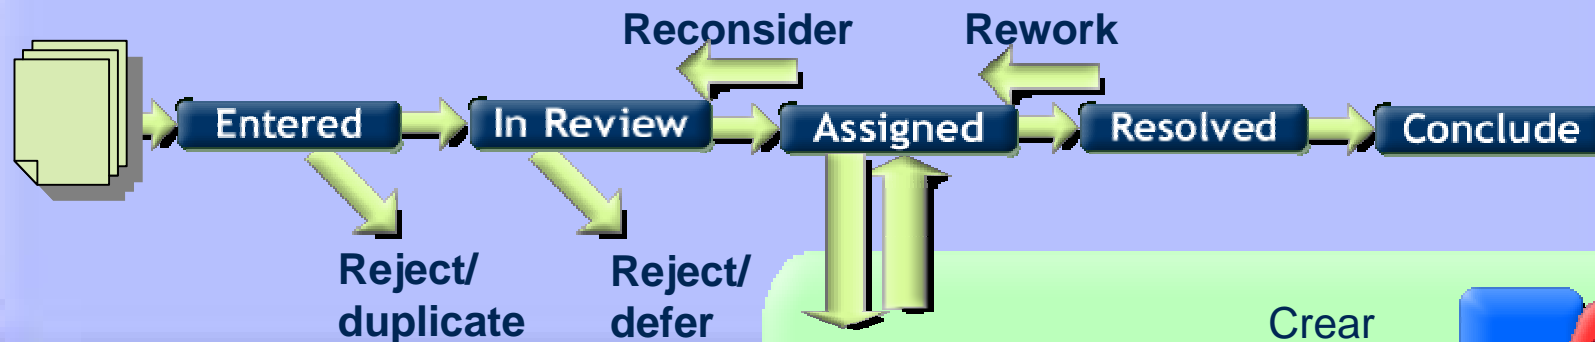 Reconsider
Rework
Entered
In Review
Assigned
Resolved
Conclude
Reject/
duplicate
Reject/
defer
Crear